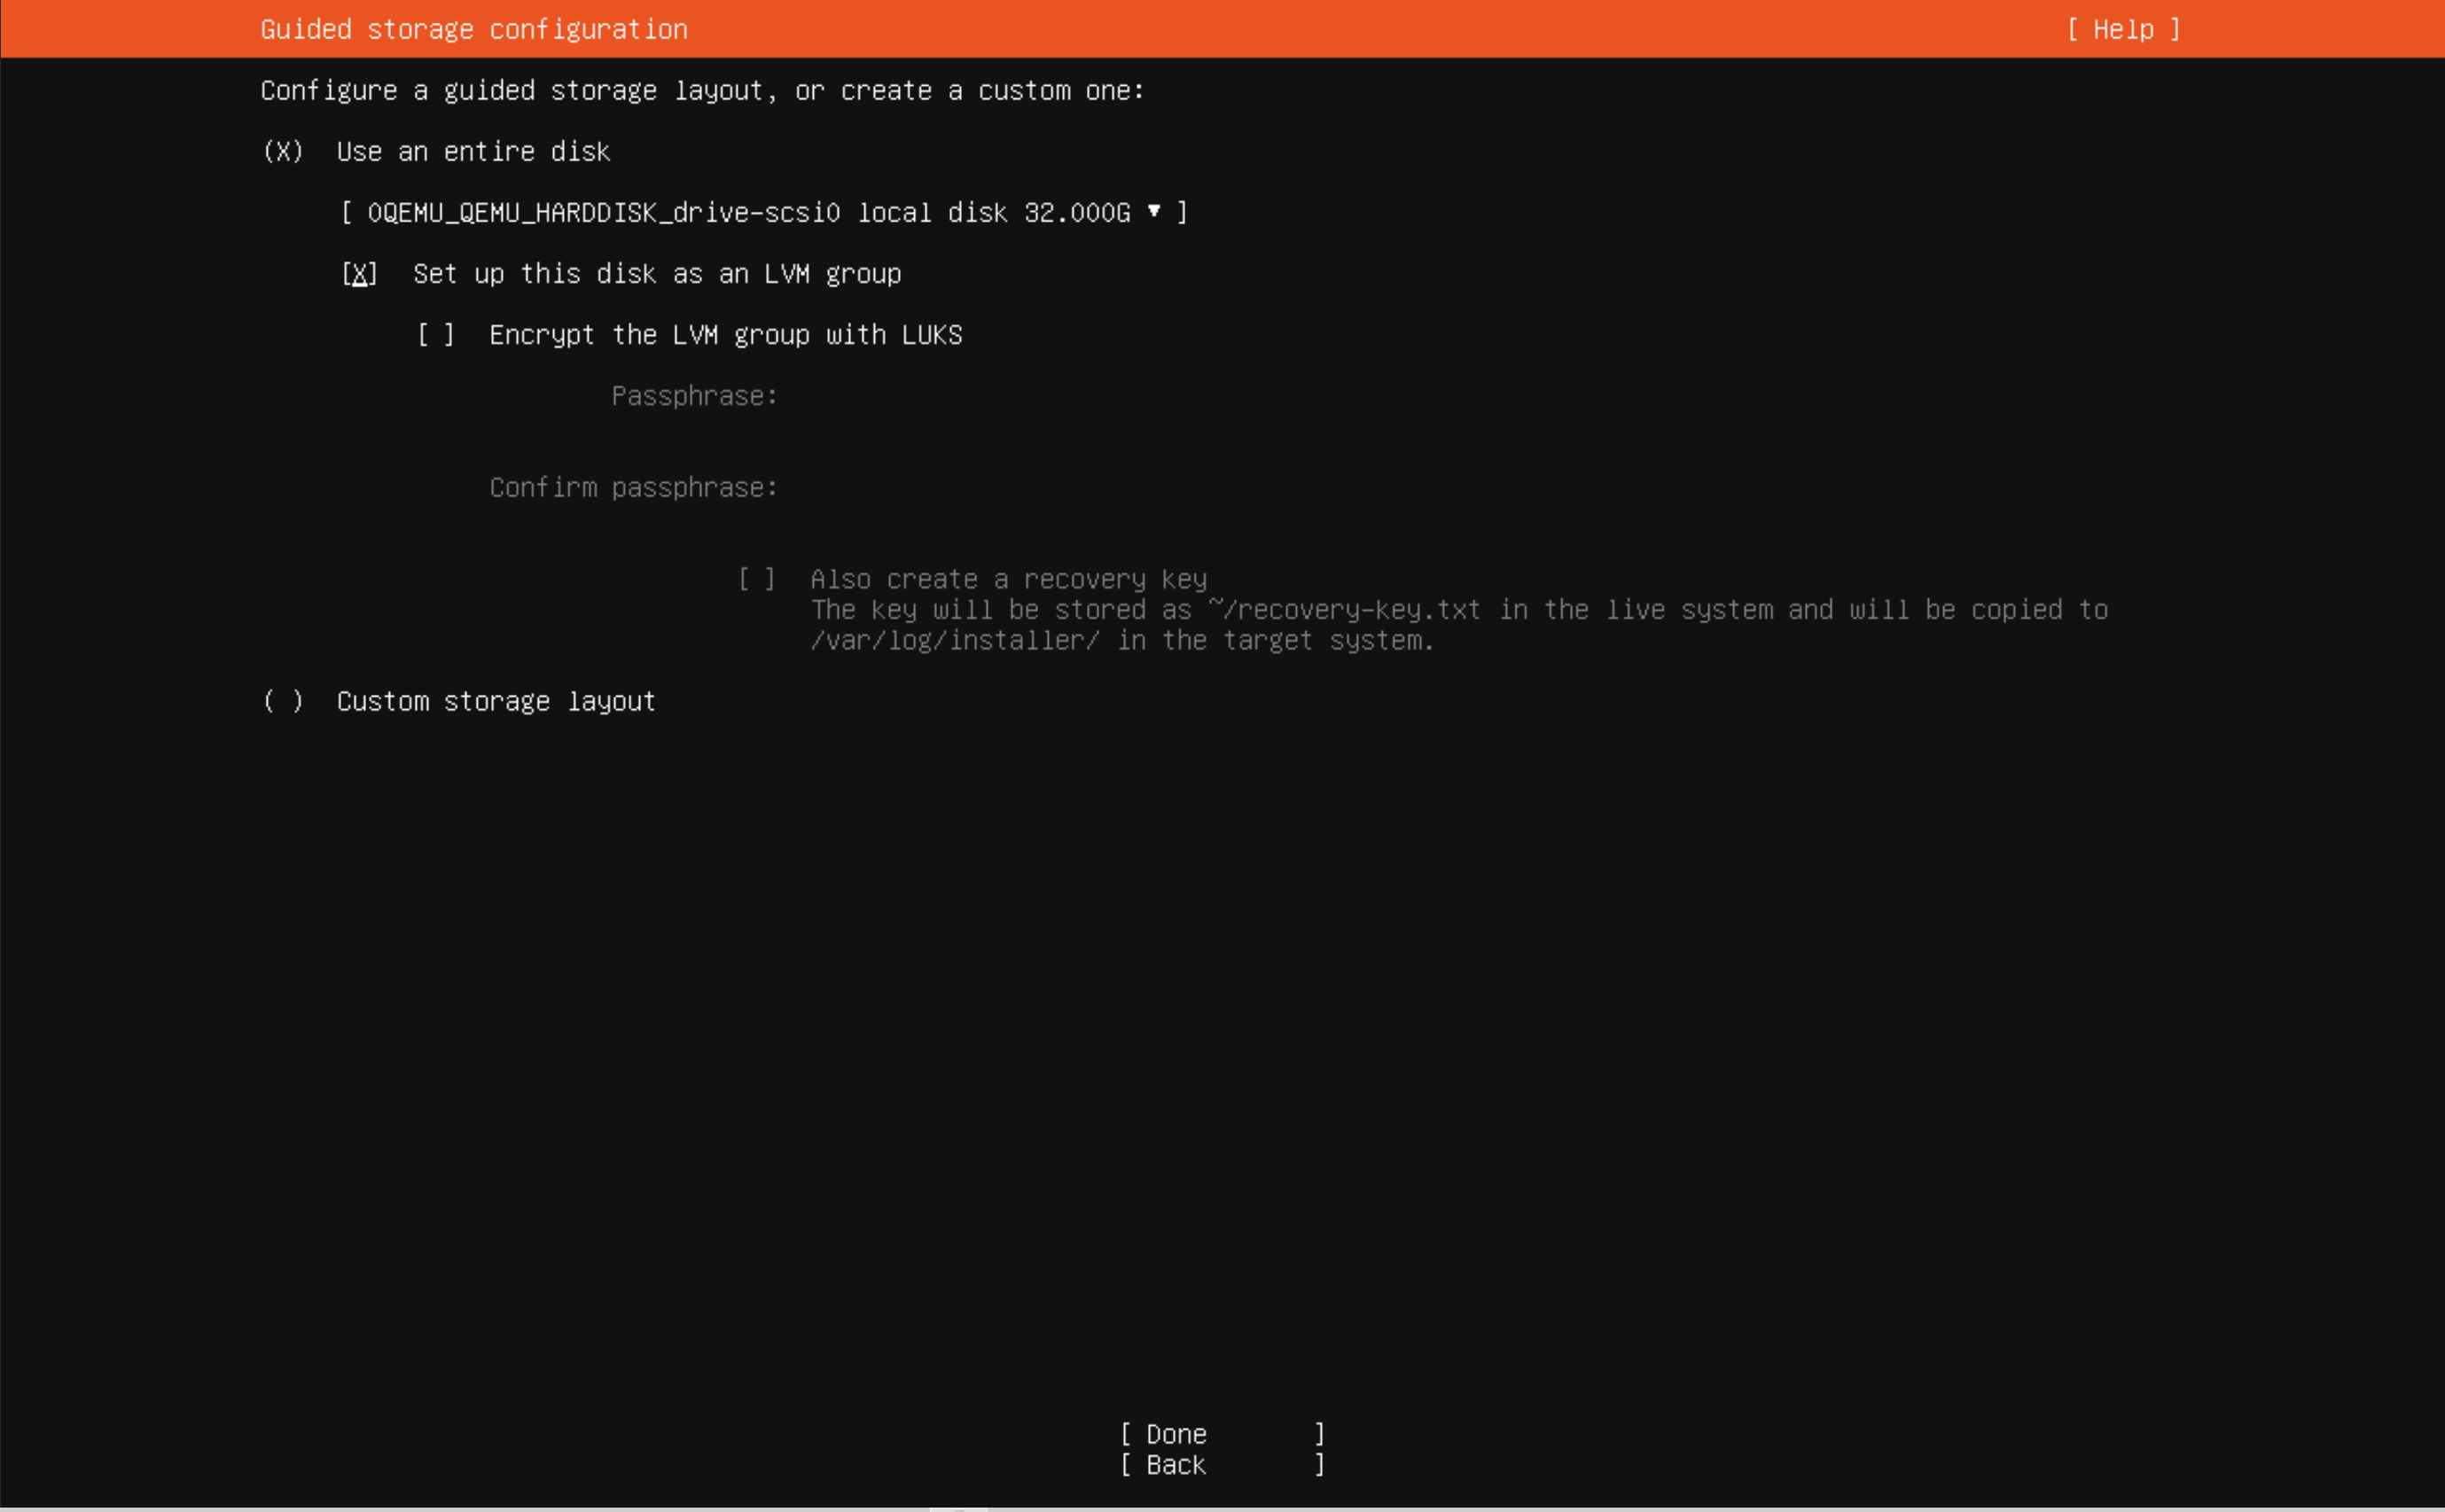 Guided storage configuration [ Help ]
Configure a guided storage layout, or create a custom one:
(X) Use an entire disk
[ 0QEMU_QEMU_HARDDISK_drive-scsi0 local disk 32.000G ▾ ]
[X] Set up this disk as an LVM group
[ ] Encrypt the LVM group with LUKS
Passphrase:
Confirm passphrase:
[ ] Also create a recovery key
The key will be stored as ~/recovery-key.txt in the live system and will be copied to
/var/log/installer/ in the target system.
( ) Custom storage layout
[ Done ]
[ Back ]